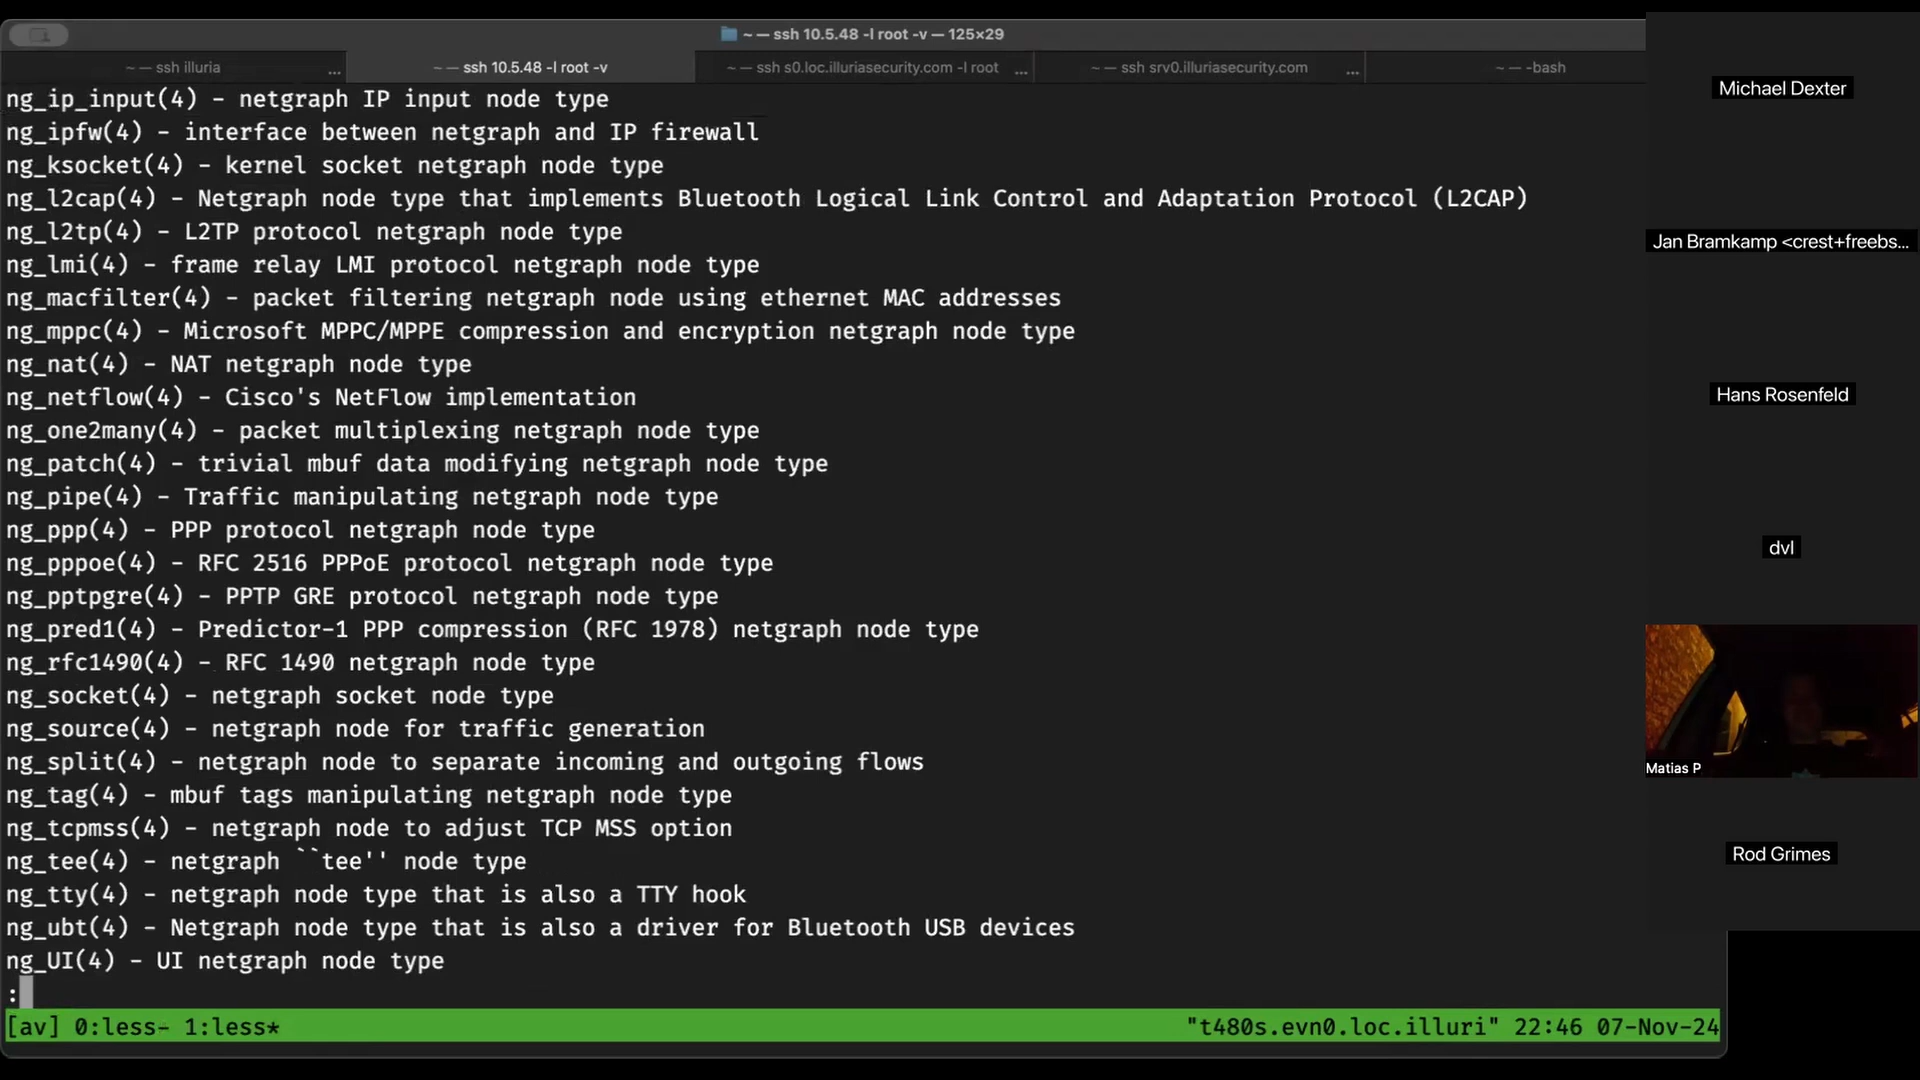 ~ — ssh 10.5.48 -l root -v — 125×29
~ — ssh illuria ...
~ — ssh 10.5.48 -l root -v
~ — ssh s0.loc.illuriasecurity.com -l root ...
~ — ssh srv0.illuriasecurity.com ...
~ — -bash
ng_ip_input(4) - netgraph IP input node type
ng_ipfw(4) - interface between netgraph and IP firewall
ng_ksocket(4) - kernel socket netgraph node type
ng_l2cap(4) - Netgraph node type that implements Bluetooth Logical Link Control and Adaptation Protocol (L2CAP)
ng_l2tp(4) - L2TP protocol netgraph node type
ng_lmi(4) - frame relay LMI protocol netgraph node type
ng_macfilter(4) - packet filtering netgraph node using ethernet MAC addresses
ng_mppc(4) - Microsoft MPPC/MPPE compression and encryption netgraph node type
ng_nat(4) - NAT netgraph node type
ng_netflow(4) - Cisco's NetFlow implementation
ng_one2many(4) - packet multiplexing netgraph node type
ng_patch(4) - trivial mbuf data modifying netgraph node type
ng_pipe(4) - Traffic manipulating netgraph node type
ng_ppp(4) - PPP protocol netgraph node type
ng_pppoe(4) - RFC 2516 PPPoE protocol netgraph node type
ng_pptpgre(4) - PPTP GRE protocol netgraph node type
ng_pred1(4) - Predictor-1 PPP compression (RFC 1978) netgraph node type
ng_rfc1490(4) - RFC 1490 netgraph node type
ng_socket(4) - netgraph socket node type
ng_source(4) - netgraph node for traffic generation
ng_split(4) - netgraph node to separate incoming and outgoing flows
ng_tag(4) - mbuf tags manipulating netgraph node type
ng_tcpmss(4) - netgraph node to adjust TCP MSS option
ng_tee(4) - netgraph ``tee'' node type
ng_tty(4) - netgraph node type that is also a TTY hook
ng_ubt(4) - Netgraph node type that is also a driver for Bluetooth USB devices
ng_UI(4) - UI netgraph node type
:
[av] 0:less- 1:less* "t480s.evn0.loc.illuri" 22:46 07-Nov-24
Michael Dexter
Jan Bramkamp <crest+freebs...
Hans Rosenfeld
dvl
Matias P
Rod Grimes